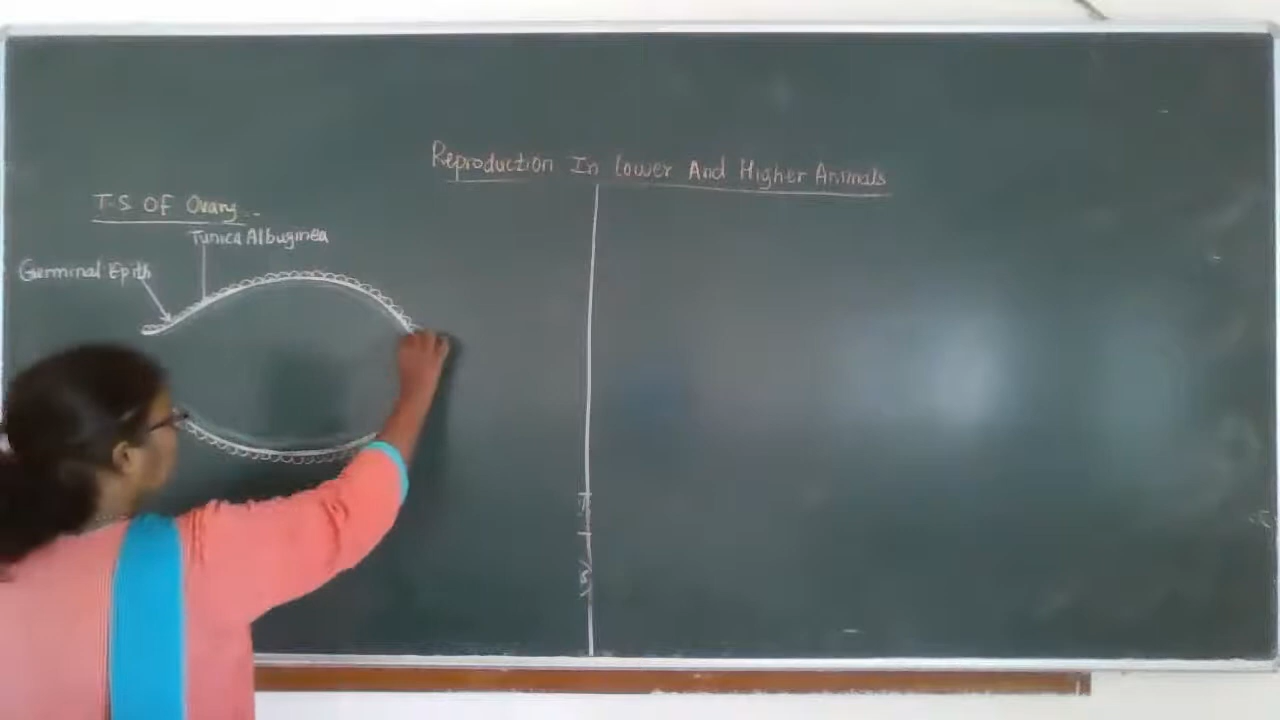 Reproduction In Lower And Higher Animals
T.S OF Ovary
Tunica Albuginea
Germinal Epith